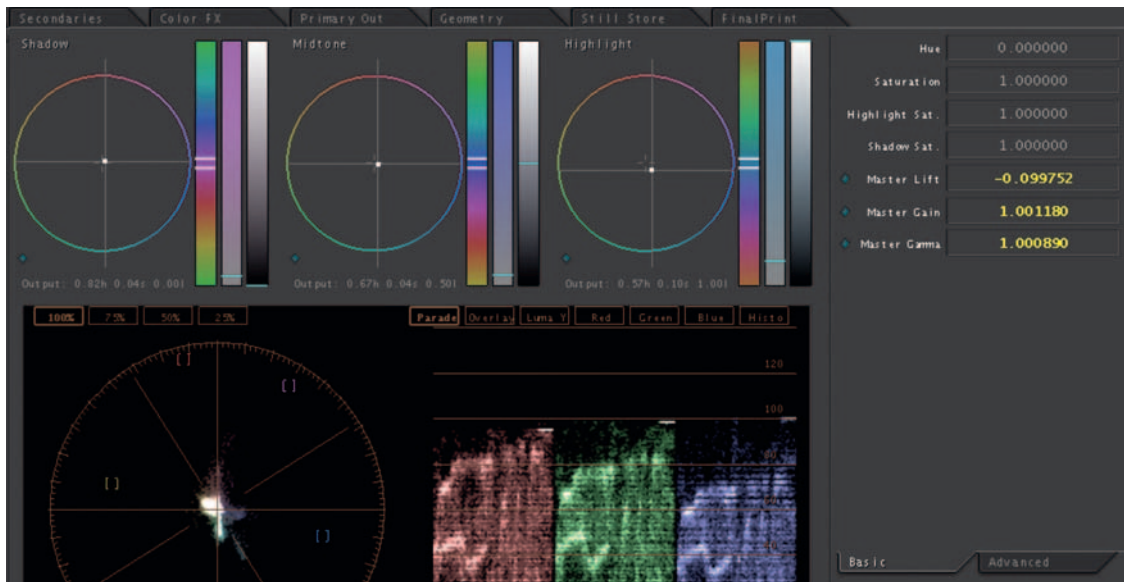 Secondaries Color FX Primary Out Geometry Still Store FinalPrint
Shadow Midtone Highlight
Hue 0.000000
Saturation 1.000000
Highlight Sat. 1.000000
Shadow Sat. 1.000000
Master Lift -0.099752
Master Gain 1.001180
Master Gamma 1.000890
Output: 0.82h 0.04s 0.00l Output: 0.67h 0.04s 0.50l Output: 0.57h 0.10s 1.00l
100% 75% 50% 25% Parade Overlay Luma Y Red Green Blue Histo
120
100
Basic Advanced